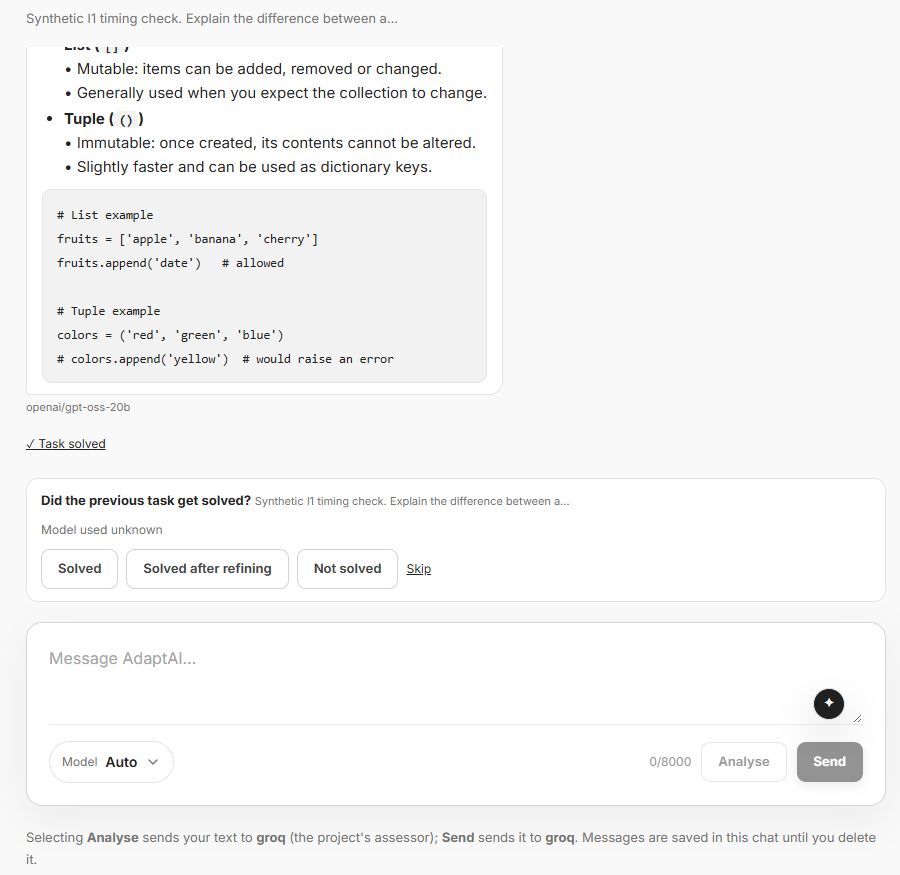 Synthetic I1 timing check. Explain the difference between a...
List ( [] )
• Mutable: items can be added, removed or changed.
• Generally used when you expect the collection to change.
• Tuple ( () )
• Immutable: once created, its contents cannot be altered.
• Slightly faster and can be used as dictionary keys.
# List example
fruits = ['apple', 'banana', 'cherry']
fruits.append('date')   # allowed
# Tuple example
colors = ('red', 'green', 'blue')
# colors.append('yellow')  # would raise an error
openai/gpt-oss-20b
✓ Task solved
Did the previous task get solved? Synthetic I1 timing check. Explain the difference between a...
Model used unknown
Solved Solved after refining Not solved Skip
Message AdaptAI...
Model Auto 0/8000 Analyse Send
Selecting Analyse sends your text to groq (the project's assessor); Send sends it to groq. Messages are saved in this chat until you delete
it.